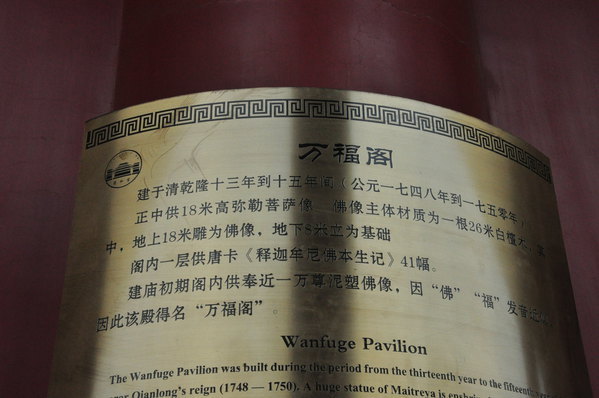 万福阁
建于清乾隆十三年到十五年间（公元一七四八年到一七五零年）
正中供18米高弥勒菩萨像 佛像主体材质为一根26米白檀木，其
中，地上18米雕为佛像，地下8米立为基础
阁内一层供唐卡《释迦牟尼佛本生记》41幅。
建庙初期阁内供奉近一万尊泥塑佛像，因“佛”“福”发音近
因此该殿得名“万福阁”。
Wanfuge Pavilion
The Wanfuge Pavilion was built during the period from the thirteenth year to the fifteenth
Qianlong's reign (1748 — 1750). A huge statue of Maitreya is